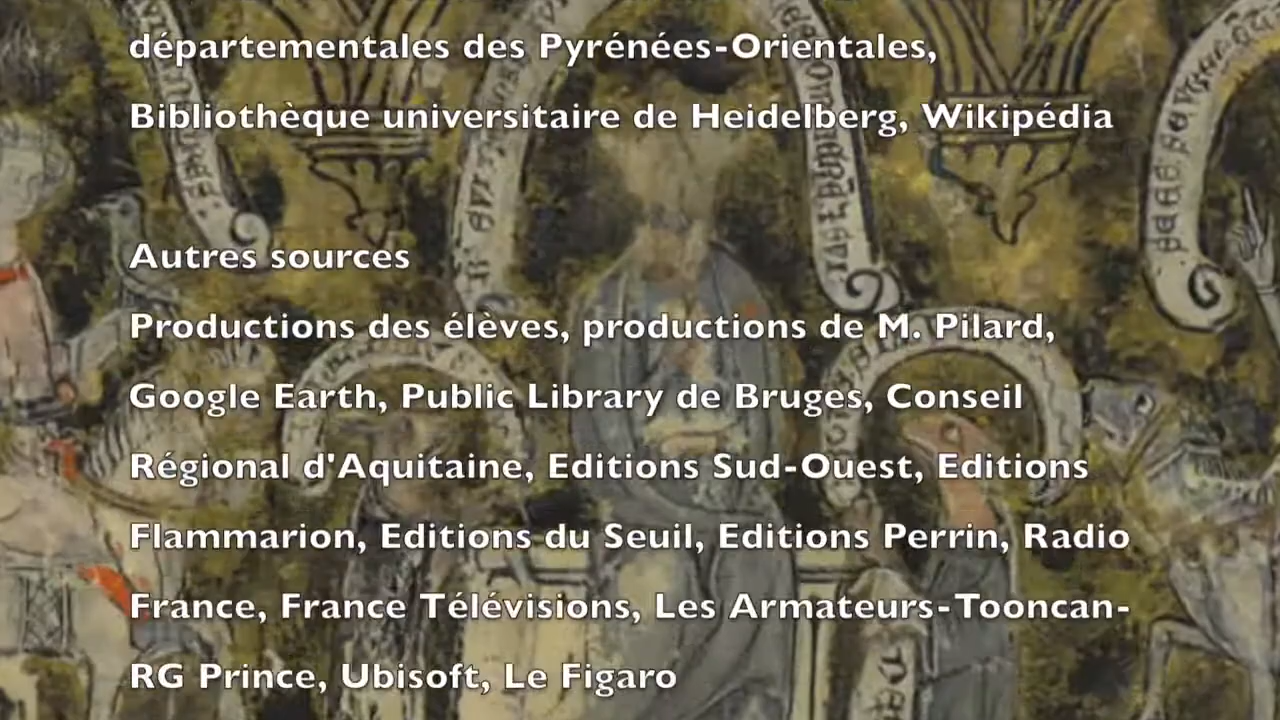 départementales des Pyrénées-Orientales,
Bibliothèque universitaire de Heidelberg, Wikipédia
Autres sources
Productions des élèves, productions de M. Pilard,
Google Earth, Public Library de Bruges, Conseil
Régional d'Aquitaine, Editions Sud-Ouest, Editions
Flammarion, Editions du Seuil, Editions Perrin, Radio
France, France Télévisions, Les Armateurs-Tooncan-
RG Prince, Ubisoft, Le Figaro